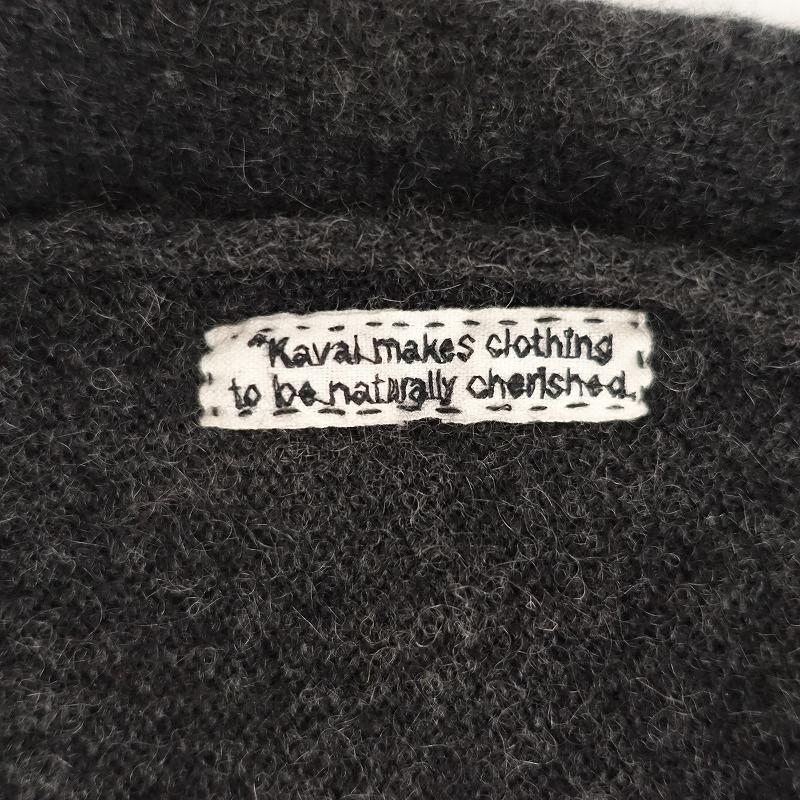 "Kaval makes clothing
to be naturally cherished.